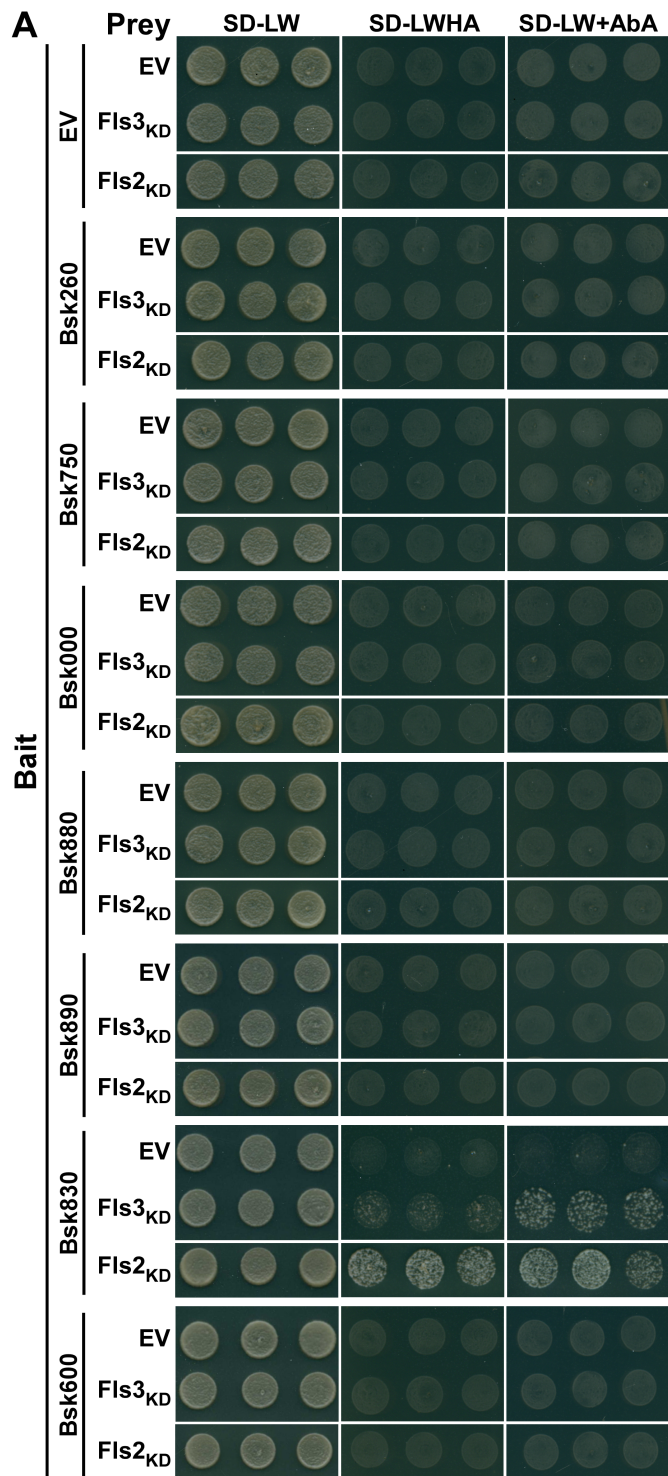 A Prey SD-LW SD-LWHA SD-LW+AbA
Bait
EV
EV
Fls3KD
Fls2KD
Bsk260
EV
Fls3KD
Fls2KD
Bsk750
EV
Fls3KD
Fls2KD
Bsk000
EV
Fls3KD
Fls2KD
Bsk880
EV
Fls3KD
Fls2KD
Bsk890
EV
Fls3KD
Fls2KD
Bsk830
EV
Fls3KD
Fls2KD
Bsk600
EV
Fls3KD
Fls2KD